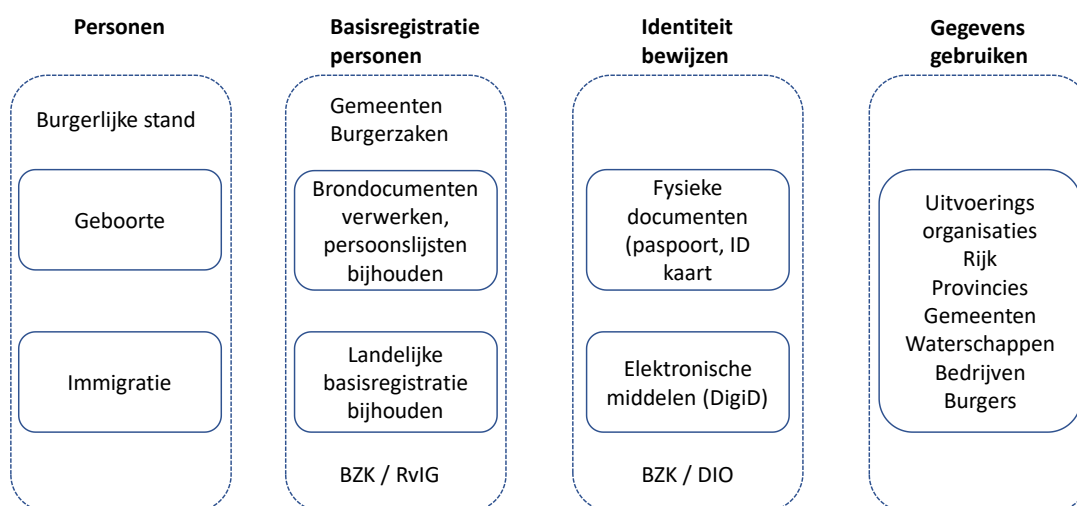 Personen
Burgerlijke stand
Geboorte
Immigratie
Basisregistratie
personen
Gemeenten
Burgerzaken
Brondocumenten
verwerken,
persoonslijsten
bijhouden
Landelijke
basisregistratie
bijhouden
BZK / RvIG
Identiteit
bewijzen
Fysieke
documenten
(paspoort, ID
kaart
Elektronische
middelen (DigiD)
BZK / DIO
Gegevens
gebruiken
Uitvoerings
organisaties
Rijk
Provincies
Gemeenten
Waterschappen
Bedrijven
Burgers